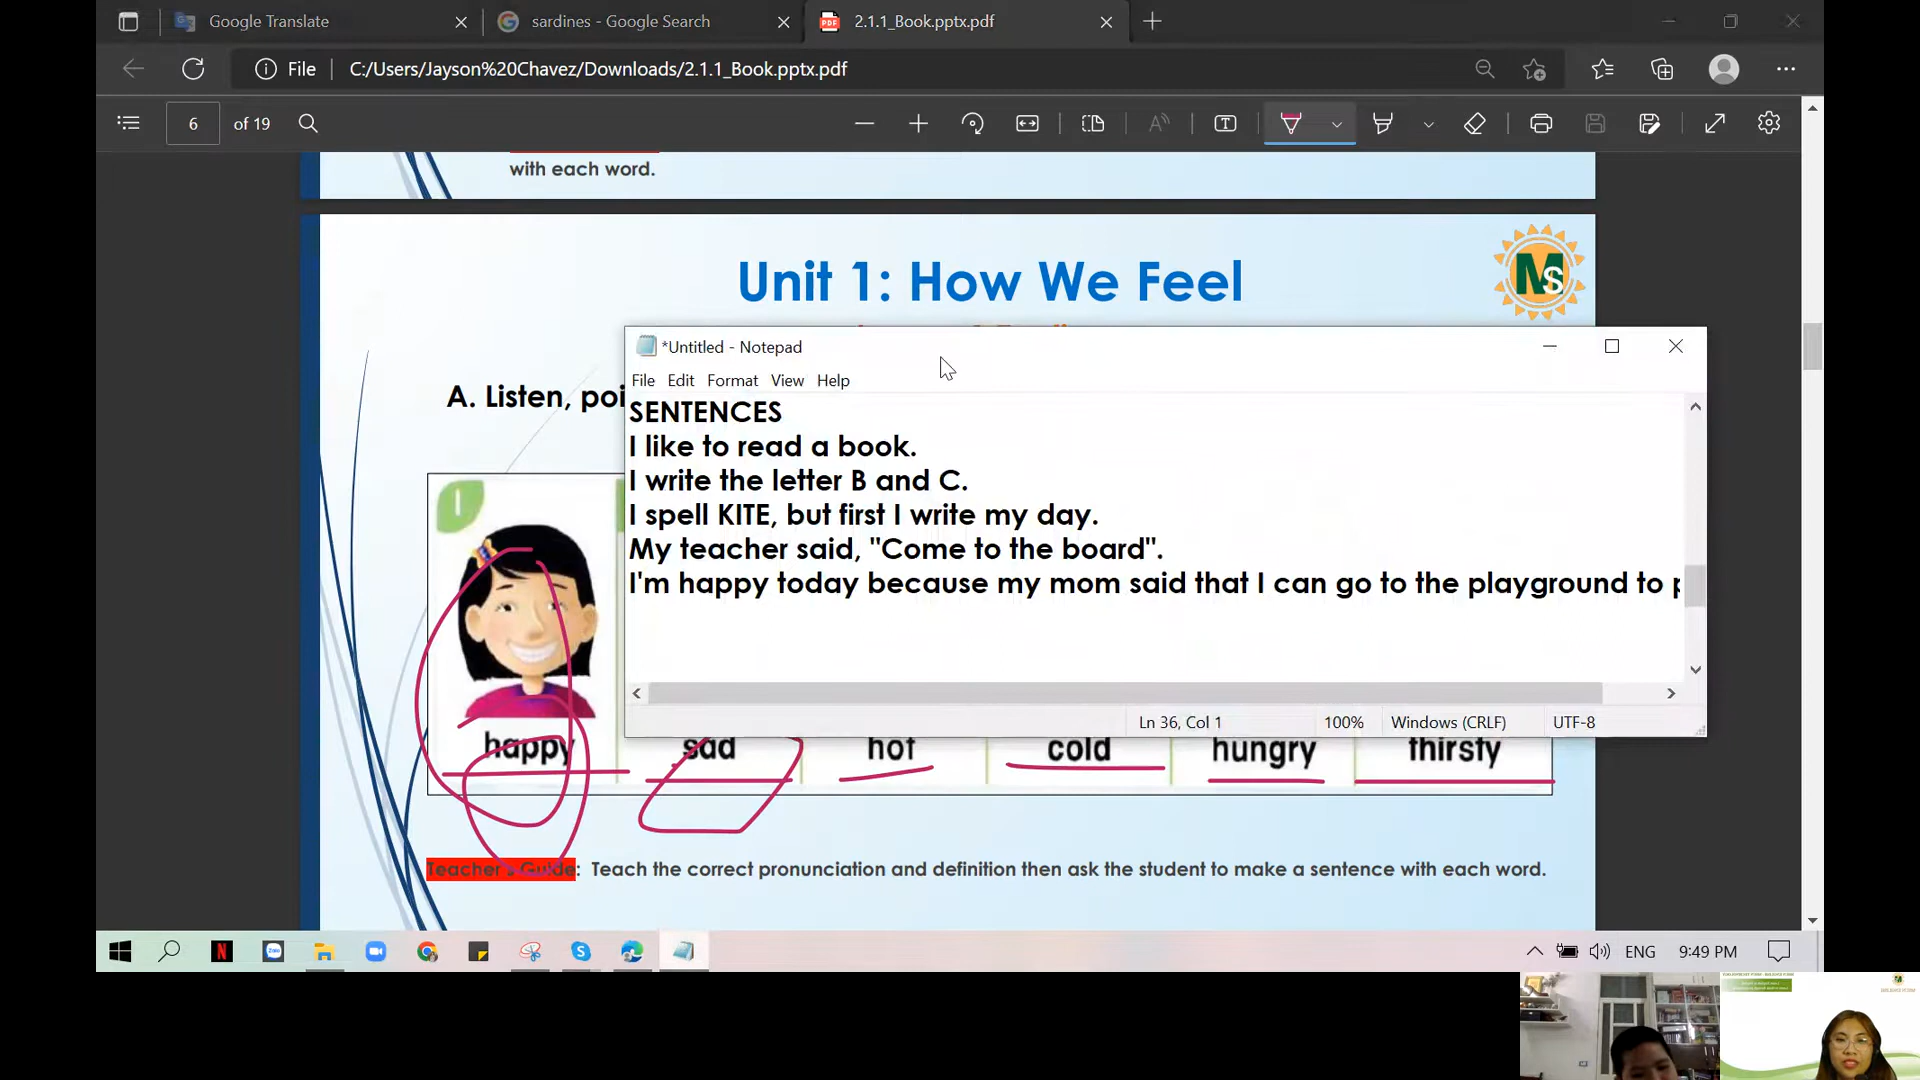 Google Translate
sardines - Google Search
2.1.1_Book.pptx.pdf
File
C:/Users/Jayson%20Chavez/Downloads/2.1.1_Book.pptx.pdf
6 of 19
with each word.
Unit 1: How We Feel
MS
A. Listen, poi
*Untitled - Notepad
File Edit Format View Help
SENTENCES
I like to read a book.
I write the letter B and C.
I spell KITE, but first I write my day.
My teacher said, "Come to the board".
I'm happy today because my mom said that I can go to the playground to p
Ln 36, Col 1
100%
Windows (CRLF)
UTF-8
1
happy
sad
hot
cold
hungry
thirsty
Teacher's Guide: Teach the correct pronunciation and definition then ask the student to make a sentence with each word.
ENG
9:49 PM